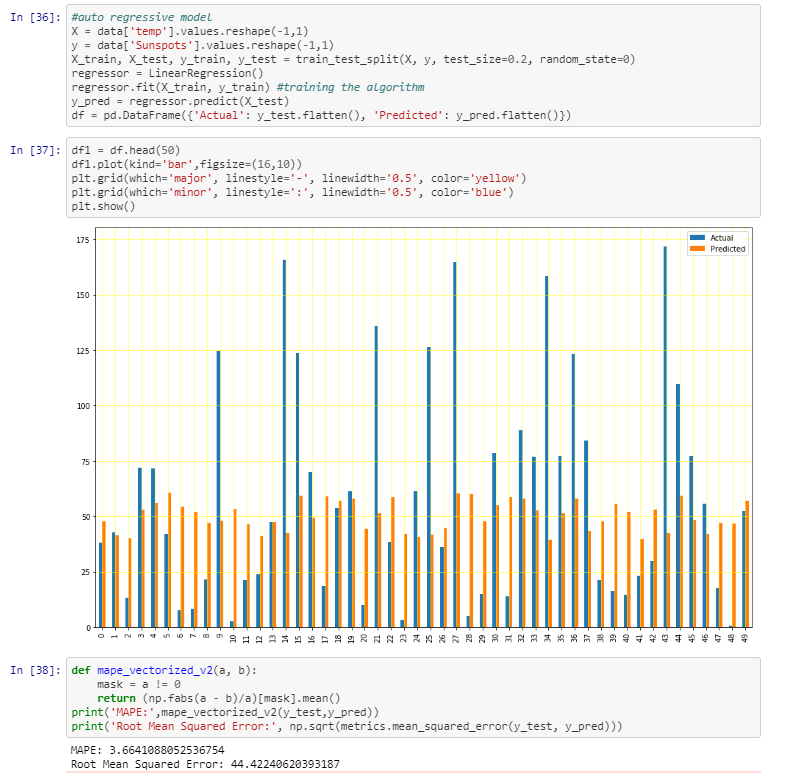 In [36]: #auto regressive model
X = data['temp'].values.reshape(-1,1)
y = data['Sunspots'].values.reshape(-1,1)
X_train, X_test, y_train, y_test = train_test_split(X, y, test_size=0.2, random_state=0)
regressor = LinearRegression()
regressor.fit(X_train, y_train) #training the algorithm
y_pred = regressor.predict(X_test)
df = pd.DataFrame({'Actual': y_test.flatten(), 'Predicted': y_pred.flatten()})
In [37]: df1 = df.head(50)
df1.plot(kind='bar',figsize=(16,10))
plt.grid(which='major', linestyle='-', linewidth='0.5', color='yellow')
plt.grid(which='minor', linestyle=':', linewidth='0.5', color='blue')
plt.show()
Actual
Predicted
175
150
125
100
75
50
25
0
0 1 2 3 4 5 6 7 8 9 10 11 12 13 14 15 16 17 18 19 20 21 22 23 24 25 26 27 28 29 30 31 32 33 34 35 36 37 38 39 40 41 42 43 44 45 46 47 48 49
In [38]: def mape_vectorized_v2(a, b):
    mask = a != 0
    return (np.fabs(a - b)/a)[mask].mean()
print('MAPE:',mape_vectorized_v2(y_test,y_pred))
print('Root Mean Squared Error:', np.sqrt(metrics.mean_squared_error(y_test, y_pred)))
MAPE: 3.6641088052536754
Root Mean Squared Error: 44.42240620393187